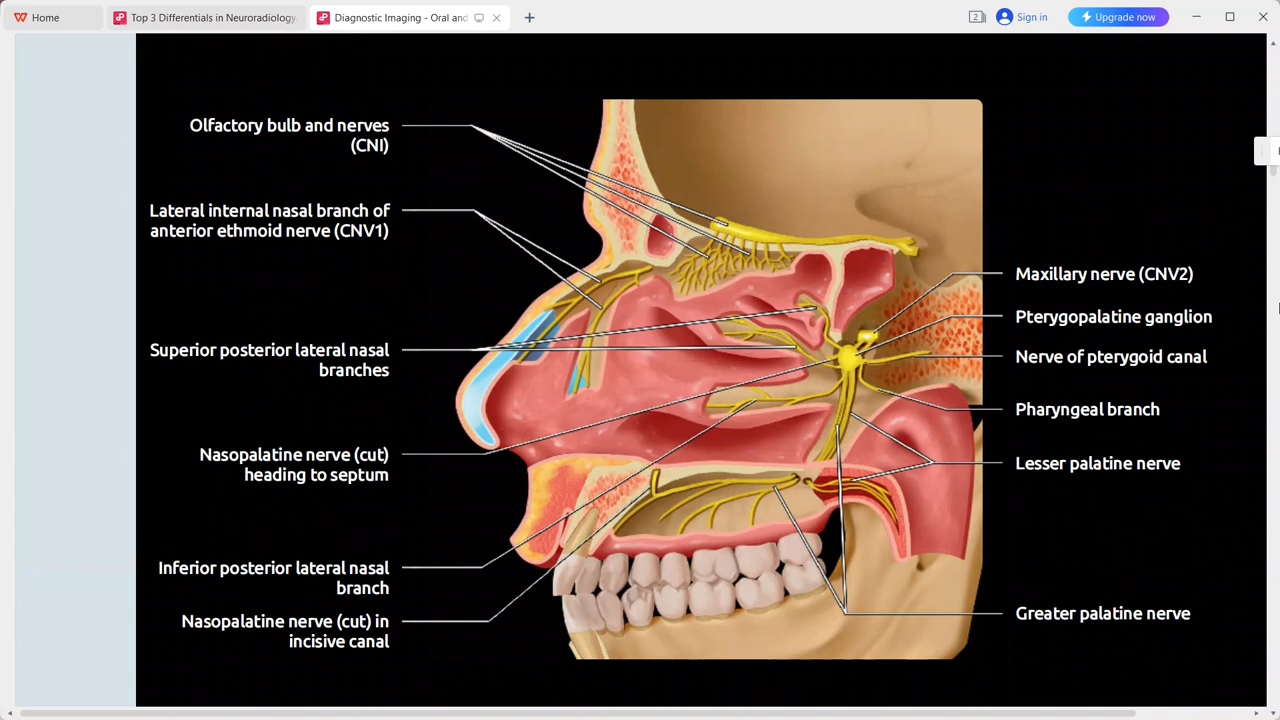 Home
Top 3 Differentials in Neuroradiology.
Diagnostic Imaging - Oral and
Sign in
Upgrade now
Olfactory bulb and nerves
(CNI)
Lateral internal nasal branch of
anterior ethmoid nerve (CNV1)
Superior posterior lateral nasal
branches
Nasopalatine nerve (cut)
heading to septum
Inferior posterior lateral nasal
branch
Nasopalatine nerve (cut) in
incisive canal
Maxillary nerve (CNV2)
Pterygopalatine ganglion
Nerve of pterygoid canal
Pharyngeal branch
Lesser palatine nerve
Greater palatine nerve